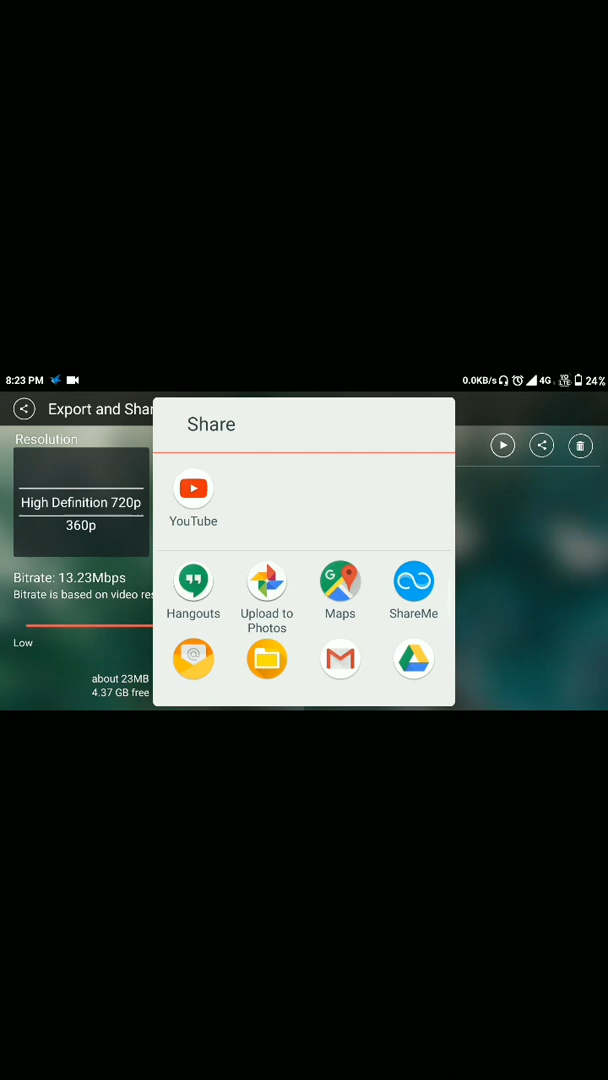 8:23 PM
0.0KB/s 4G VO LTE 24%
Export and Shar
Resolution
High Definition 720p
360p
Bitrate: 13.23Mbps
Bitrate is based on video res
Low
about 23MB
4.37 GB free
Share
YouTube
Hangouts
Upload to
Photos
Maps
ShareMe